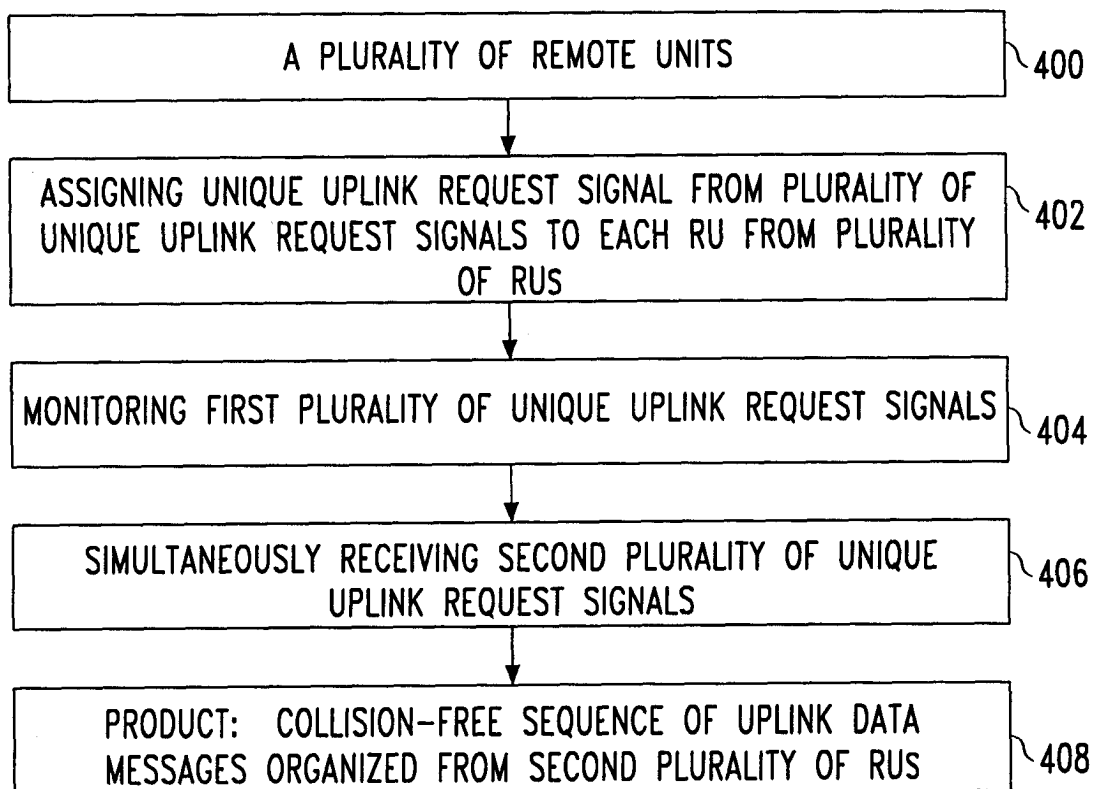 A PLURALITY OF REMOTE UNITS
400
ASSIGNING UNIQUE UPLINK REQUEST SIGNAL FROM PLURALITY OF
UNIQUE UPLINK REQUEST SIGNALS TO EACH RU FROM PLURALITY
OF RUS
402
MONITORING FIRST PLURALITY OF UNIQUE UPLINK REQUEST SIGNALS
404
SIMULTANEOUSLY RECEIVING SECOND PLURALITY OF UNIQUE
UPLINK REQUEST SIGNALS
406
PRODUCT: COLLISION-FREE SEQUENCE OF UPLINK DATA
MESSAGES ORGANIZED FROM SECOND PLURALITY OF RUS
408